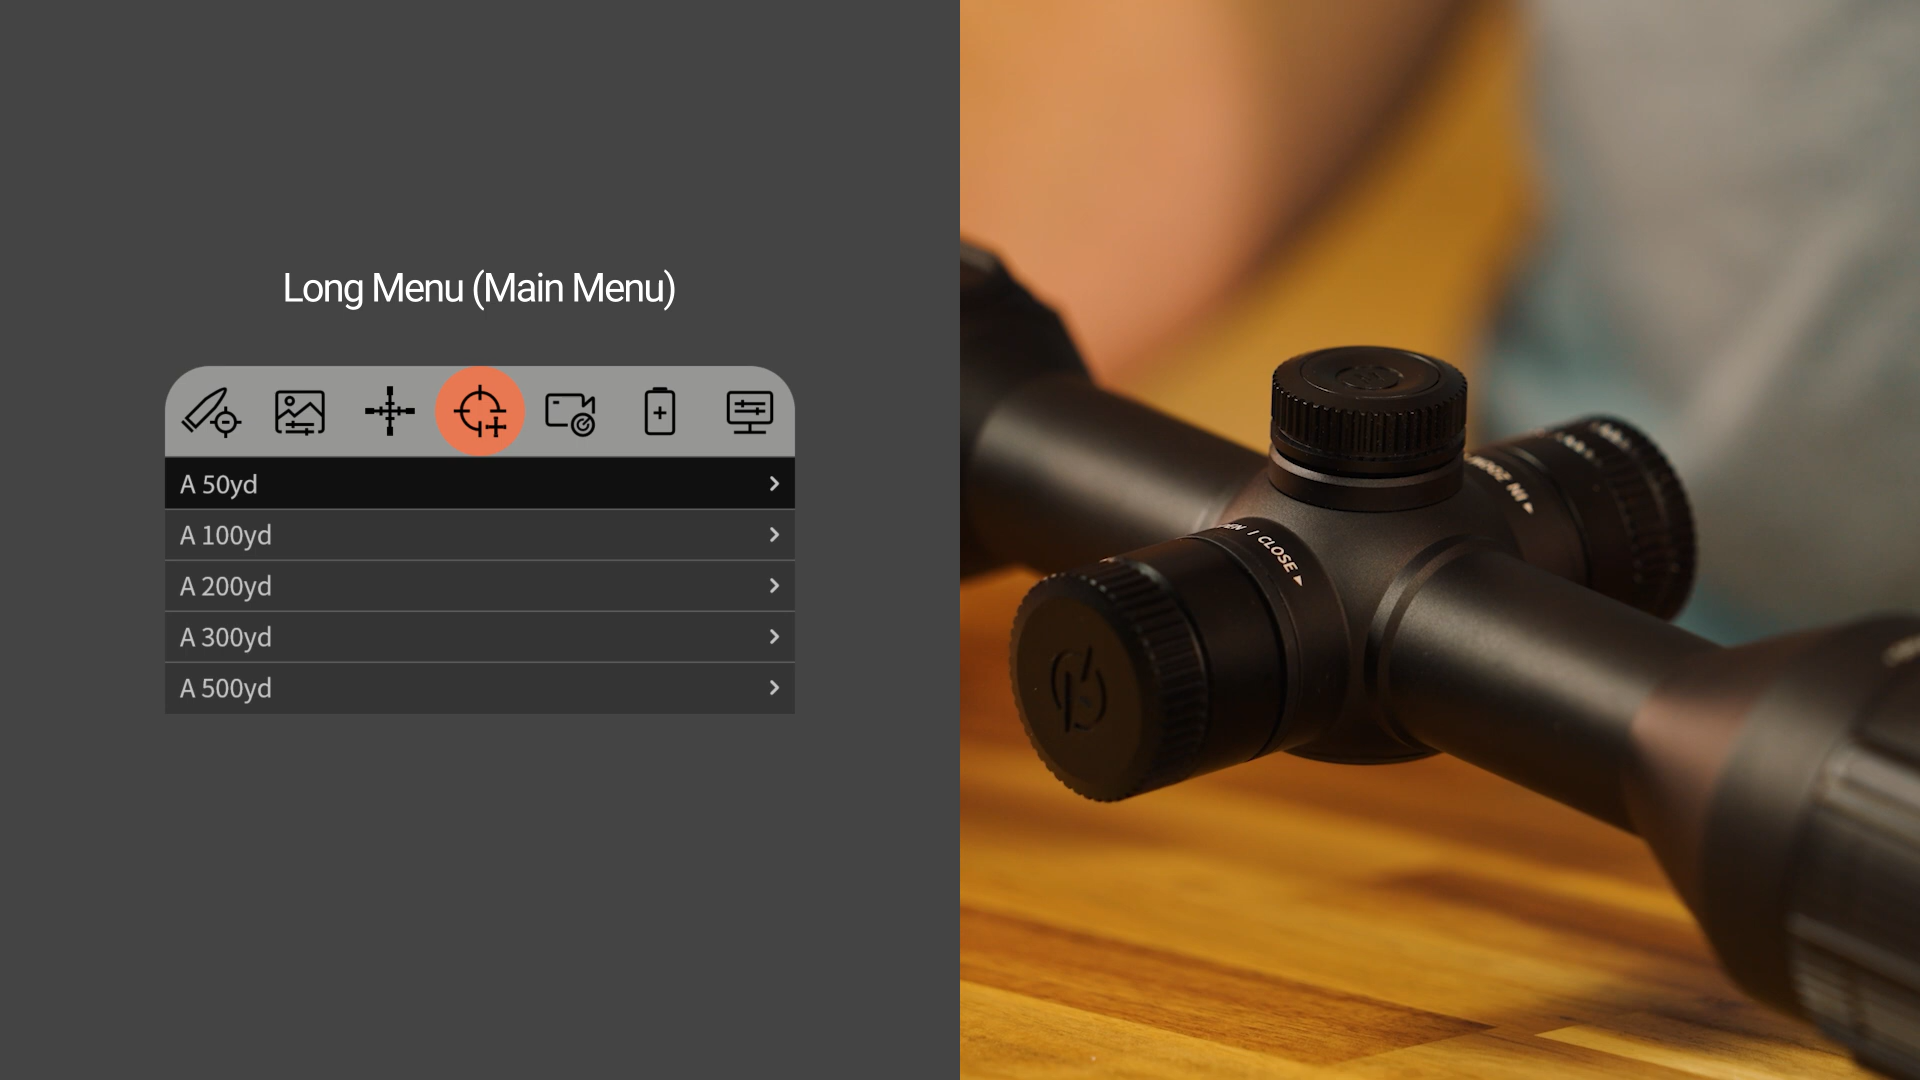 Long Menu (Main Menu)
A 50yd
A 100yd
A 200yd
A 300yd
A 500yd
/ CLOSE